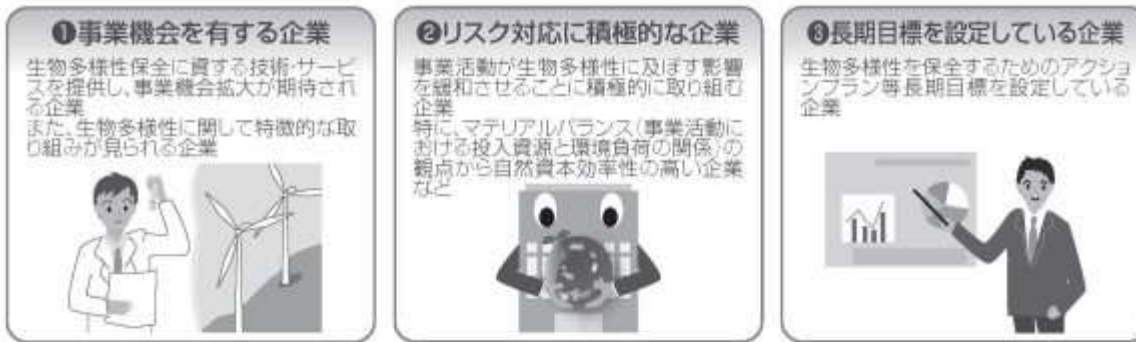 ❶事業機会を有する企業
生物多様性保全に資する技術・サービ
スを提供し、事業機会拡大が期待され
る企業
また、生物多様性に関して特徴的な取
り組みが見られる企業
❷リスク対応に積極的な企業
事業活動が生物多様性に及ぼす影響
を緩和させることに積極的に取り組む
企業
特に、マテリアルバランス（事業活動に
おける投入資源と環境負荷の関係）の
観点から自然資本効率性の高い企業
など
❸長期目標を設定している企業
生物多様性を保全するためのアクショ
ンプラン等長期目標を設定している
企業